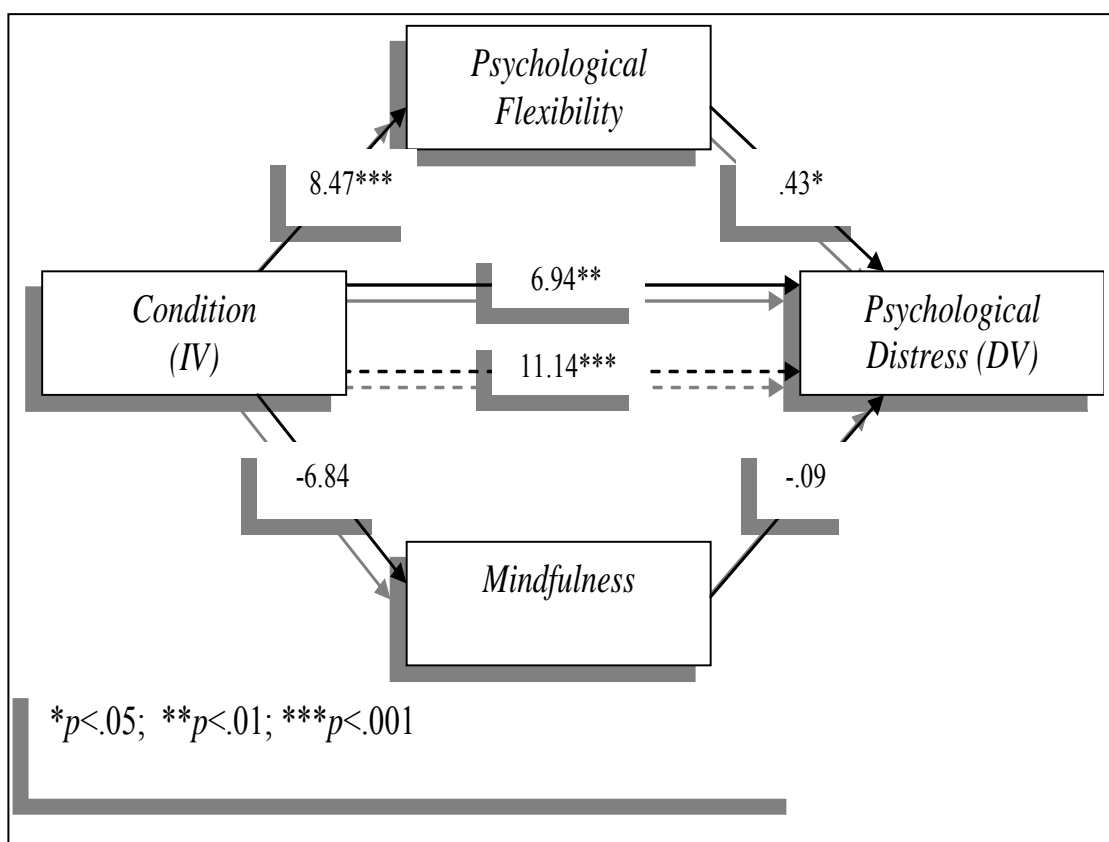 Psychological
Flexibility
8.47***
.43*
Condition
(IV)
6.94**
11.14***
Psychological
Distress (DV)
-6.84
-.09
Mindfulness
*p<.05; **p<.01; ***p<.001